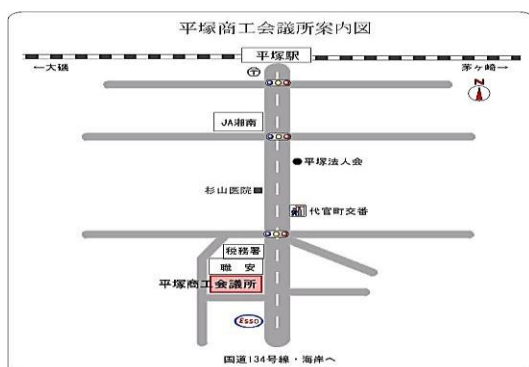 平塚商工会議所案内図
平塚駅
←大磯
茅ヶ崎→
N
JA湘南
平塚法人会
杉山医院
代官町交番
税務署
職 安
平塚商工会議所
Esso
国道134号線・海岸へ